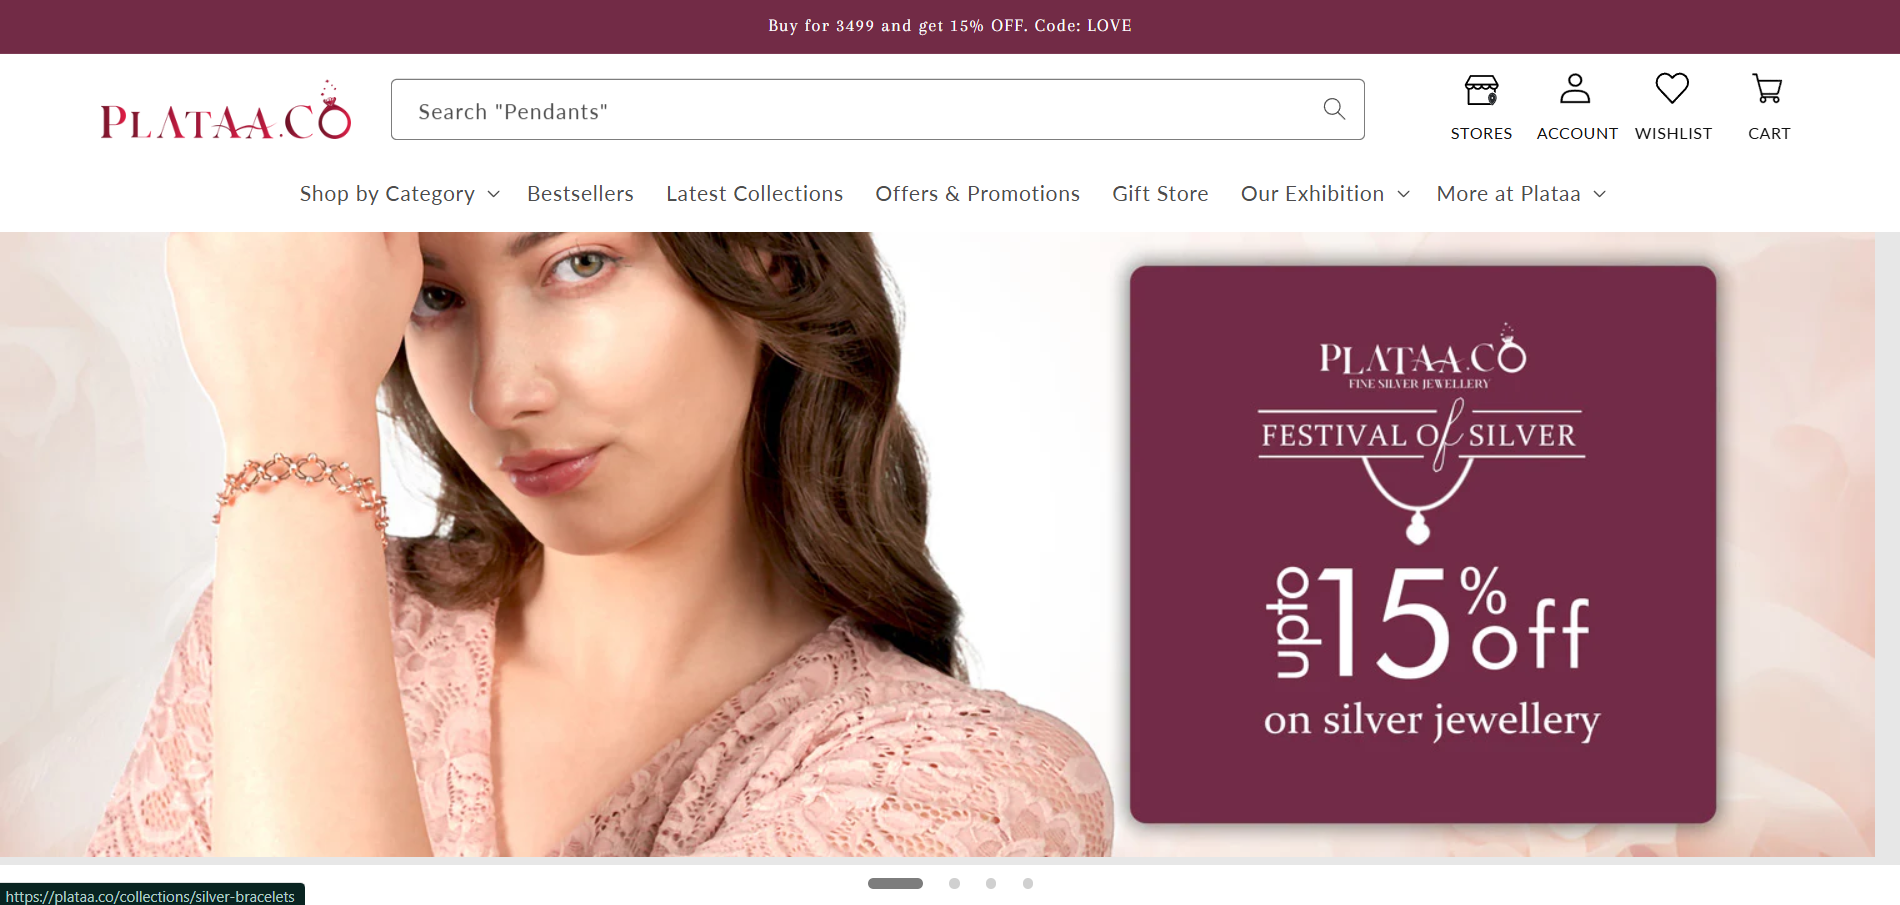 Buy for 3499 and get 15% OFF. Code: LOVE
PLATAA.CO
Search "Pendants"
STORES
ACCOUNT
WISHLIST
CART
Shop by Category
Bestsellers
Latest Collections
Offers & Promotions
Gift Store
Our Exhibition
More at Plataa
PLATAA.CO
FINE SILVER JEWELLERY
FESTIVAL of SILVER
upto 15% off
on silver jewellery
https://plataa.co/collections/silver-bracelets